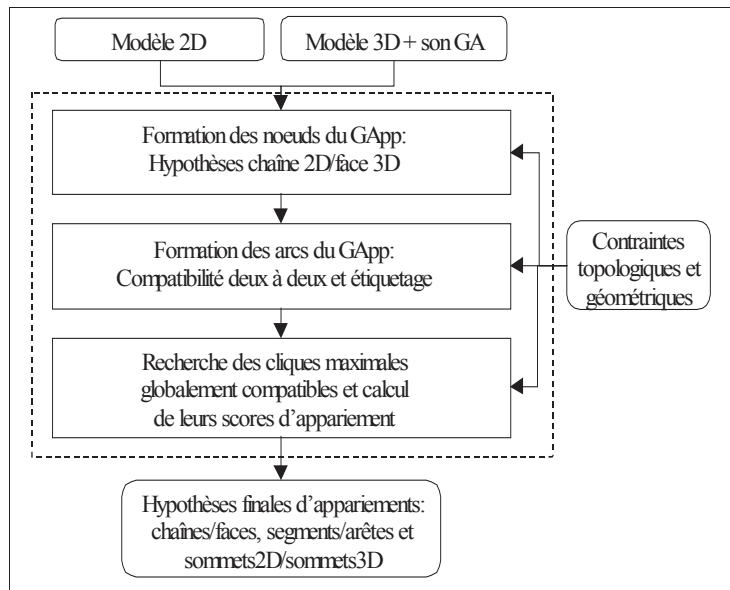 Modèle 2D
Modèle 3D + son GA
Formation des noeuds du GApp:
Hypothèses chaîne 2D/face 3D
Formation des arcs du GApp:
Compatibilité deux à deux et étiquetage
Contraintes
topologiques et
géométriques
Recherche des cliques maximales
globalement compatibles et calcul
de leurs scores d'appariement
Hypothèses finales d'appariements:
chaînes/faces, segments/arêtes et
sommets2D/sommets3D